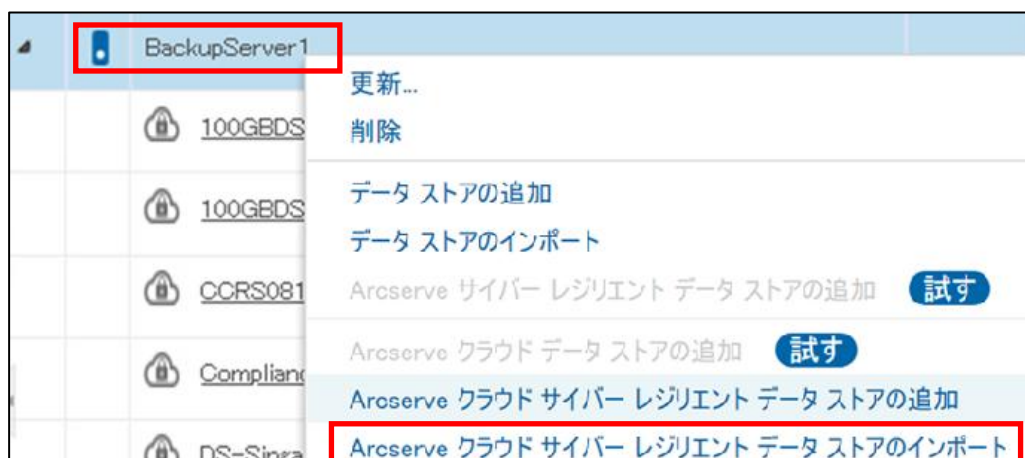 BackupServer1
更新...
100GBDS
削除
データ ストアの追加
100GBDS
データ ストアのインポート
CCRS081
Arcserve サイバー レジリエント データ ストアの追加 試す
Arcserve クラウド データ ストアの追加 試す
Complian
Arcserve クラウド サイバー レジリエント データ ストアの追加
DS-Singa
Arcserve クラウド サイバー レジリエント データ ストアのインポート